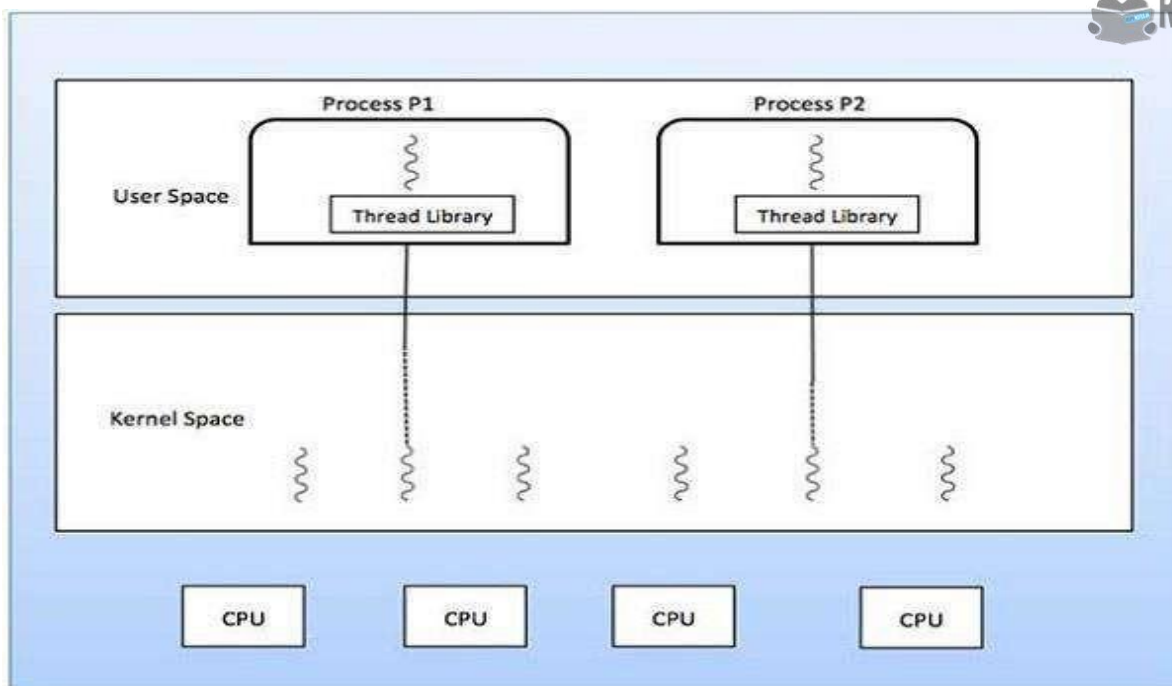 Process P1
Process P2
User Space
Thread Library
Thread Library
Kernel Space
CPU
CPU
CPU
CPU